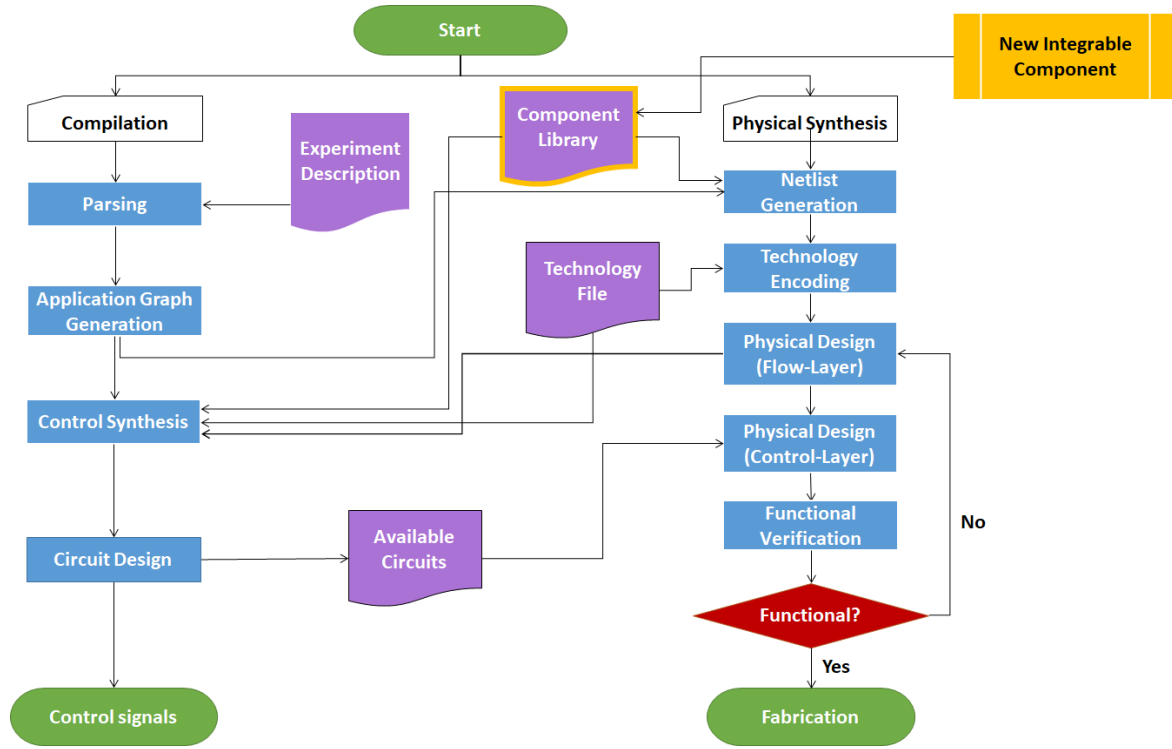 Start
New Integrable
Component
Compilation
Experiment
Description
Component
Library
Physical Synthesis
Parsing
Netlist
Generation
Application Graph
Generation
Technology
File
Technology
Encoding
Physical Design
(Flow-Layer)
Control Synthesis
Physical Design
(Control-Layer)
Circuit Design
Available
Circuits
Functional
Verification
No
Functional?
Yes
Control signals
Fabrication